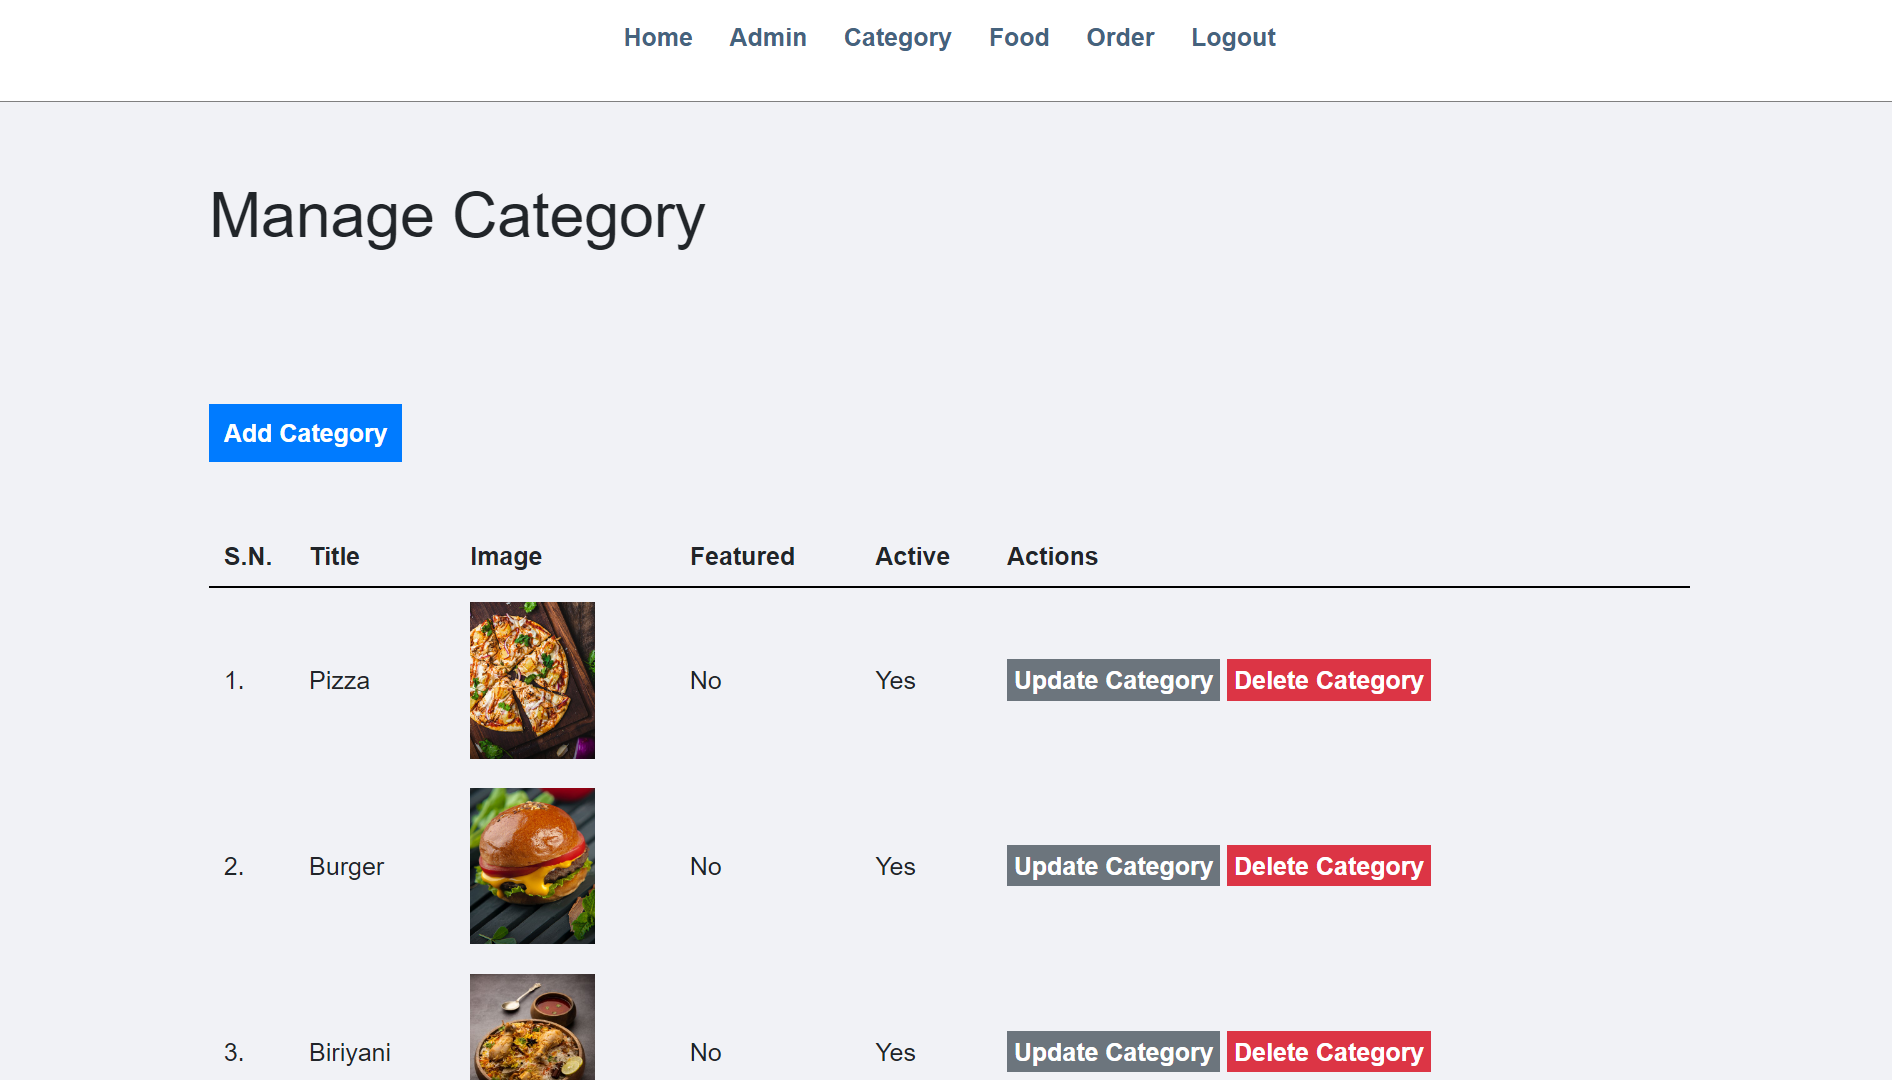 Home Admin Category Food Order Logout
Manage Category
Add Category
S.N. Title Image Featured Active Actions
1. Pizza No Yes Update Category Delete Category
2. Burger No Yes Update Category Delete Category
3. Biriyani No Yes Update Category Delete Category